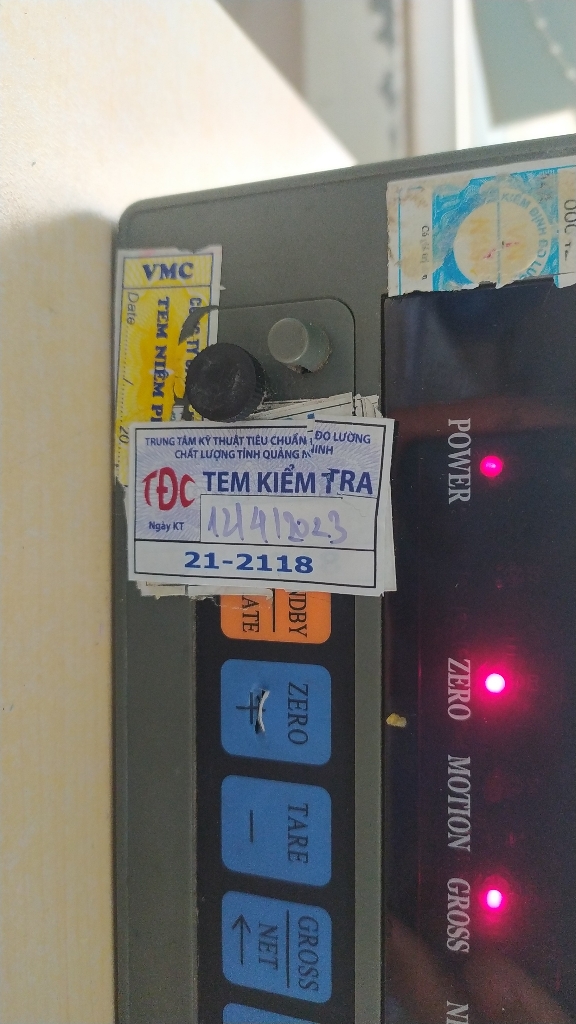 VMC
TEM NIÊM
Date
/
20
TRUNG TÂM KỸ THUẬT TIÊU CHUẨN ĐO LƯỜNG
CHẤT LƯỢNG TỈNH QUẢNG NINH
TĐC
TEM KIỂM TRA
Ngày KT 12/4/2023
21-2118
ZERO
+
TARE
-
GROSS
NET
←
POWER
ZERO
MOTION
GROSS